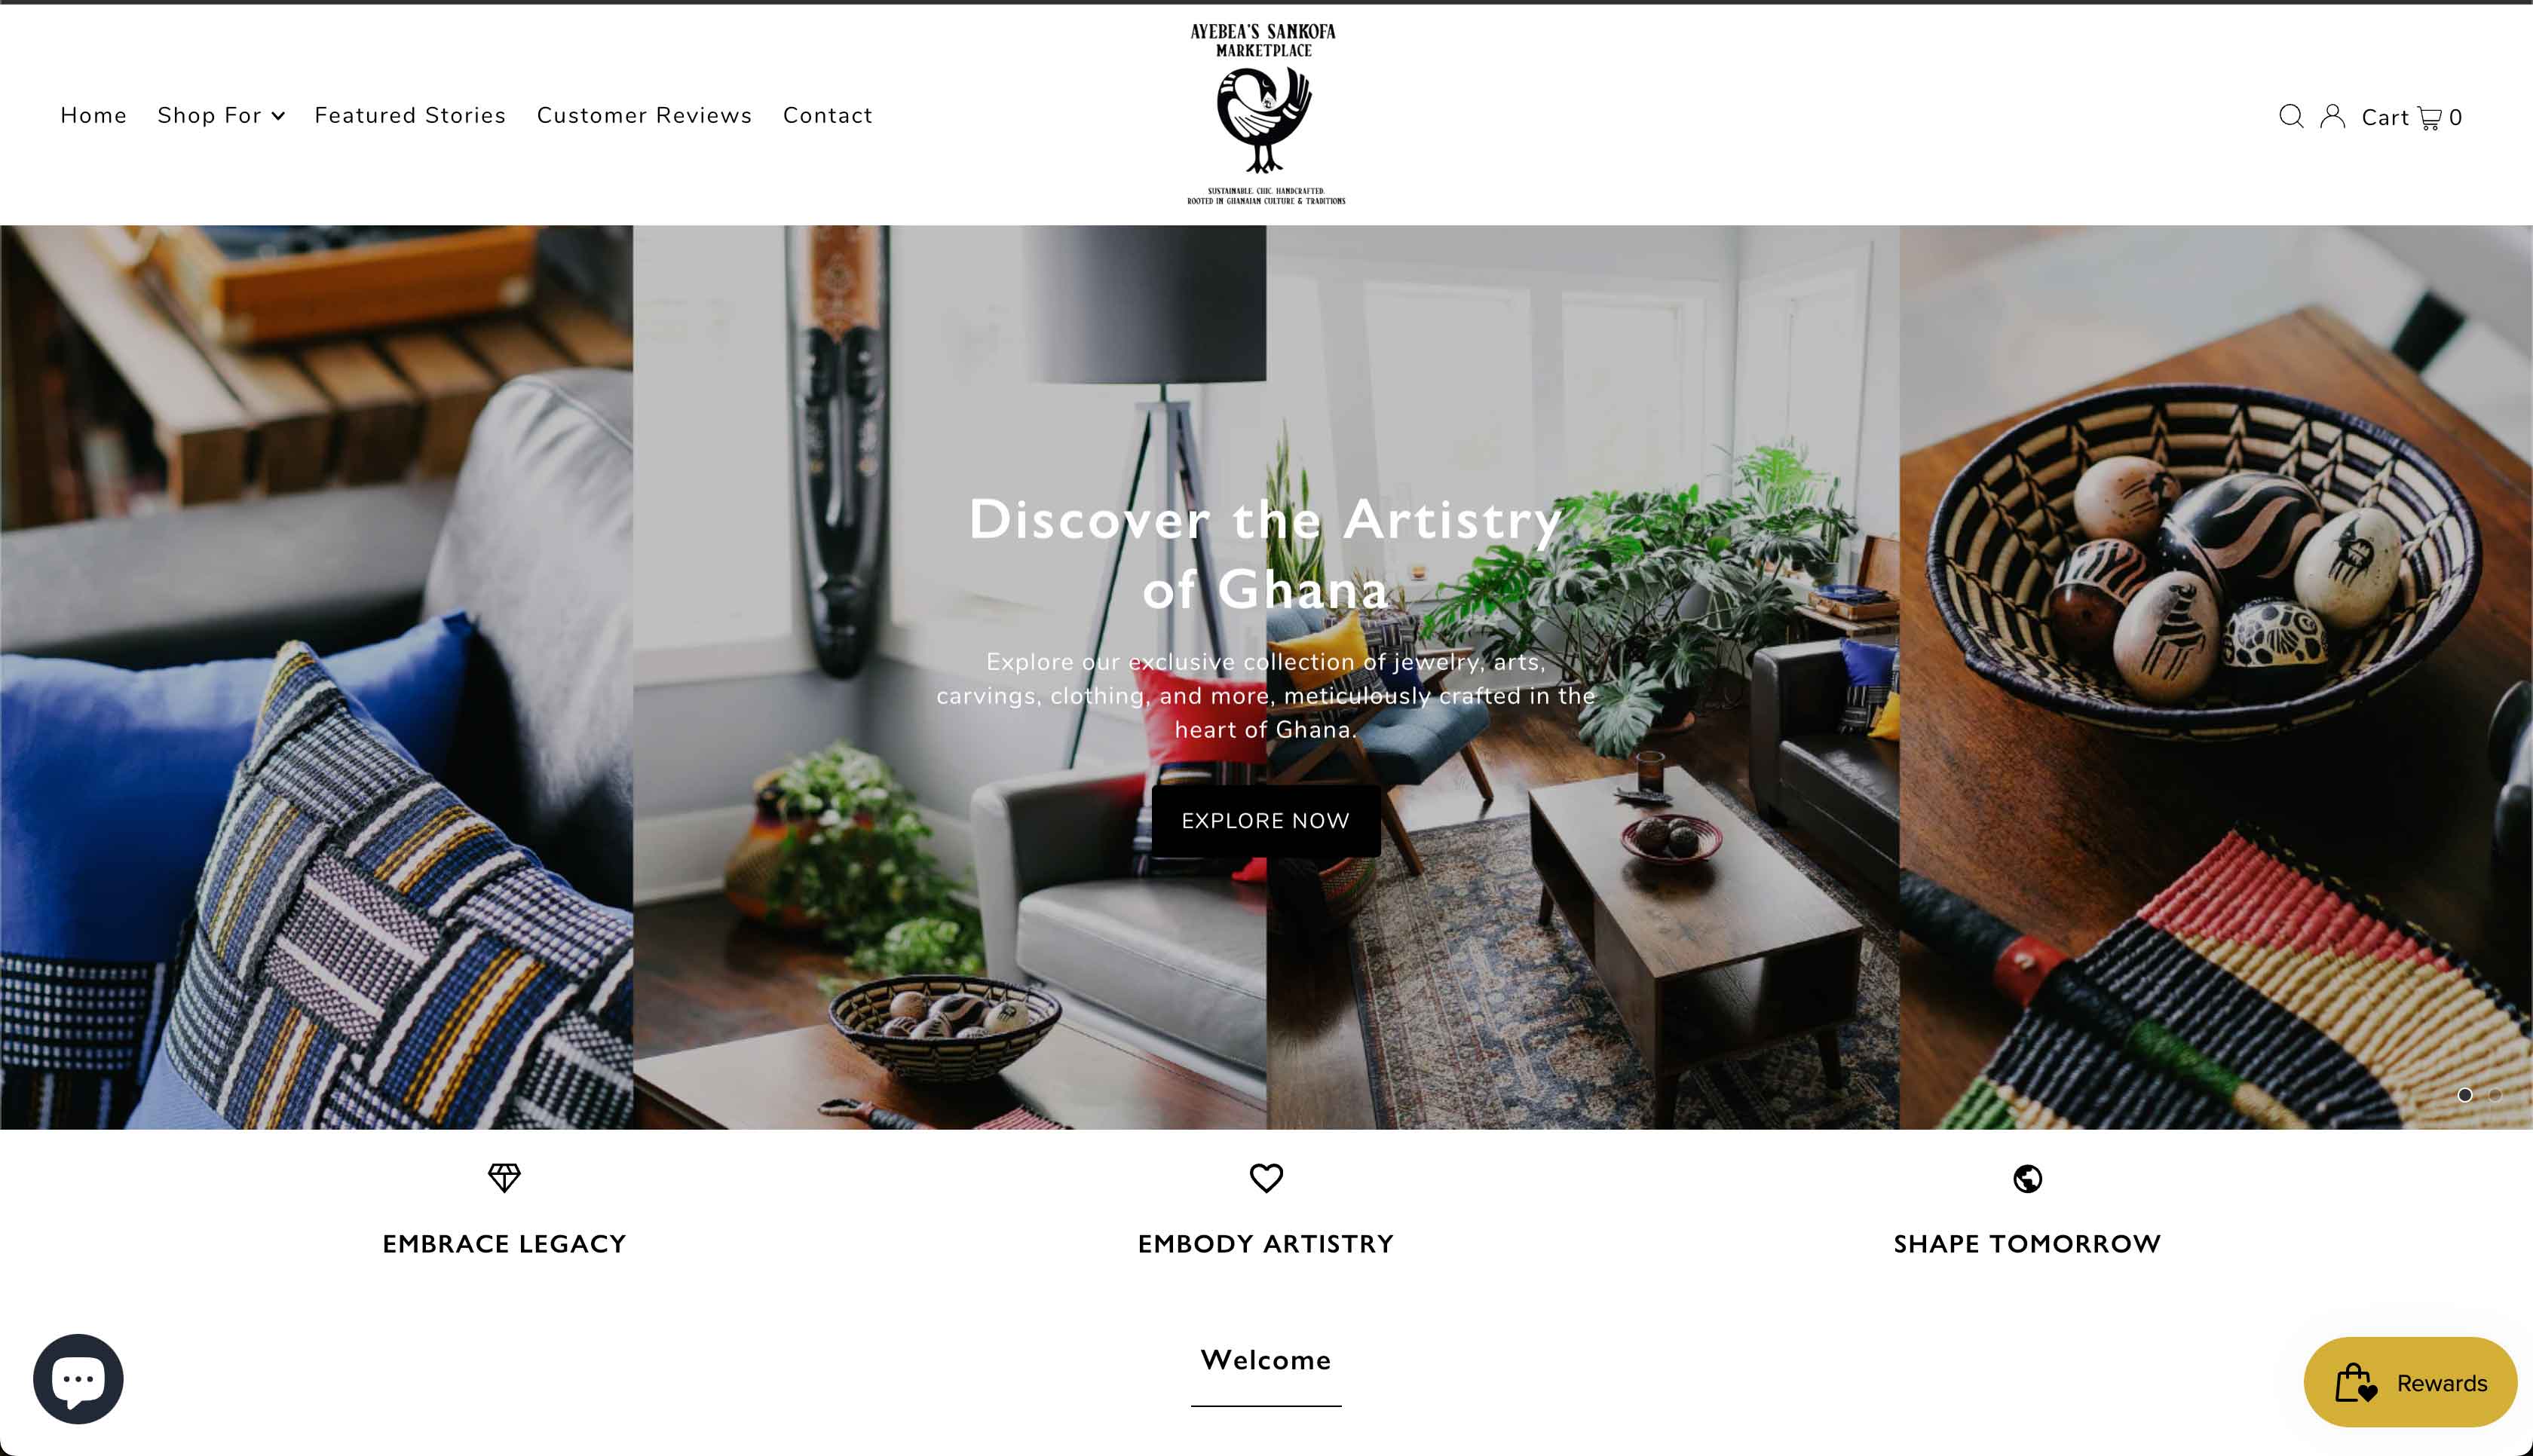 AYEBEA'S SANKOFA
MARKETPLACE
SUSTAINABLE. CHIC. HANDCRAFTED.
ROOTED IN GHANAIAN CULTURE & TRADITIONS
Home Shop For Featured Stories Customer Reviews Contact
Cart 0
Discover the Artistry
of Ghana
Explore our exclusive collection of jewelry, arts,
carvings, clothing, and more, meticulously crafted in the
heart of Ghana.
EXPLORE NOW
EMBRACE LEGACY
EMBODY ARTISTRY
SHAPE TOMORROW
Welcome
Rewards